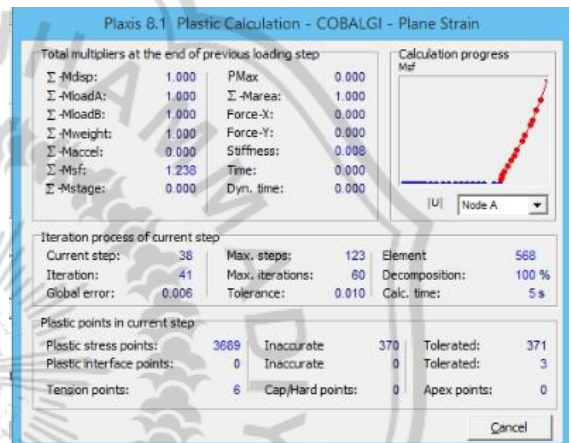 Plaxis 8.1 Plastic Calculation - COBALGI - Plane Strain
Total multipliers at the end of previous loading step
Σ -Mdisp: 1.000 PMax 0.000
Σ -MloadA: 1.000 Σ -Marea: 1.000
Σ -MloadB: 1.000 Force-X: 0.000
Σ -Mweight: 1.000 Force-Y: 0.000
Σ -Maccel: 0.000 Stiffness: 0.008
Σ -Msf: 1.236 Time: 0.000
Σ -Mstage: 0.000 Dyn. time: 0.000
Calculation progress
Msf
|U| Node A
Iteration process of current step
Current step: 38 Max. steps: 123 Element 568
Iteration: 41 Max. iterations: 60 Decomposition: 100 %
Global error: 0.006 Tolerance: 0.010 Calc. time: 5 s
Plastic points in current step
Plastic stress points: 3689 Inaccurate 370 Tolerated: 371
Plastic interface points: 0 Inaccurate 0 Tolerated: 3
Tension points: 6 Cap/Hard points: 0 Apex points: 0
Cancel